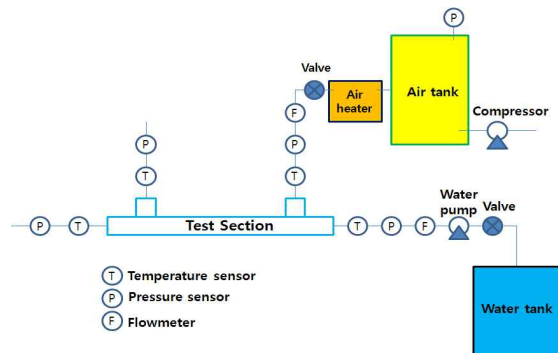 P
Valve
Air
heater
Air tank
Compressor
F
P
P
T
T
Water
pump
Valve
P
T
Test Section
T
P
F
T Temperature sensor
P Pressure sensor
F Flowmeter
Water tank